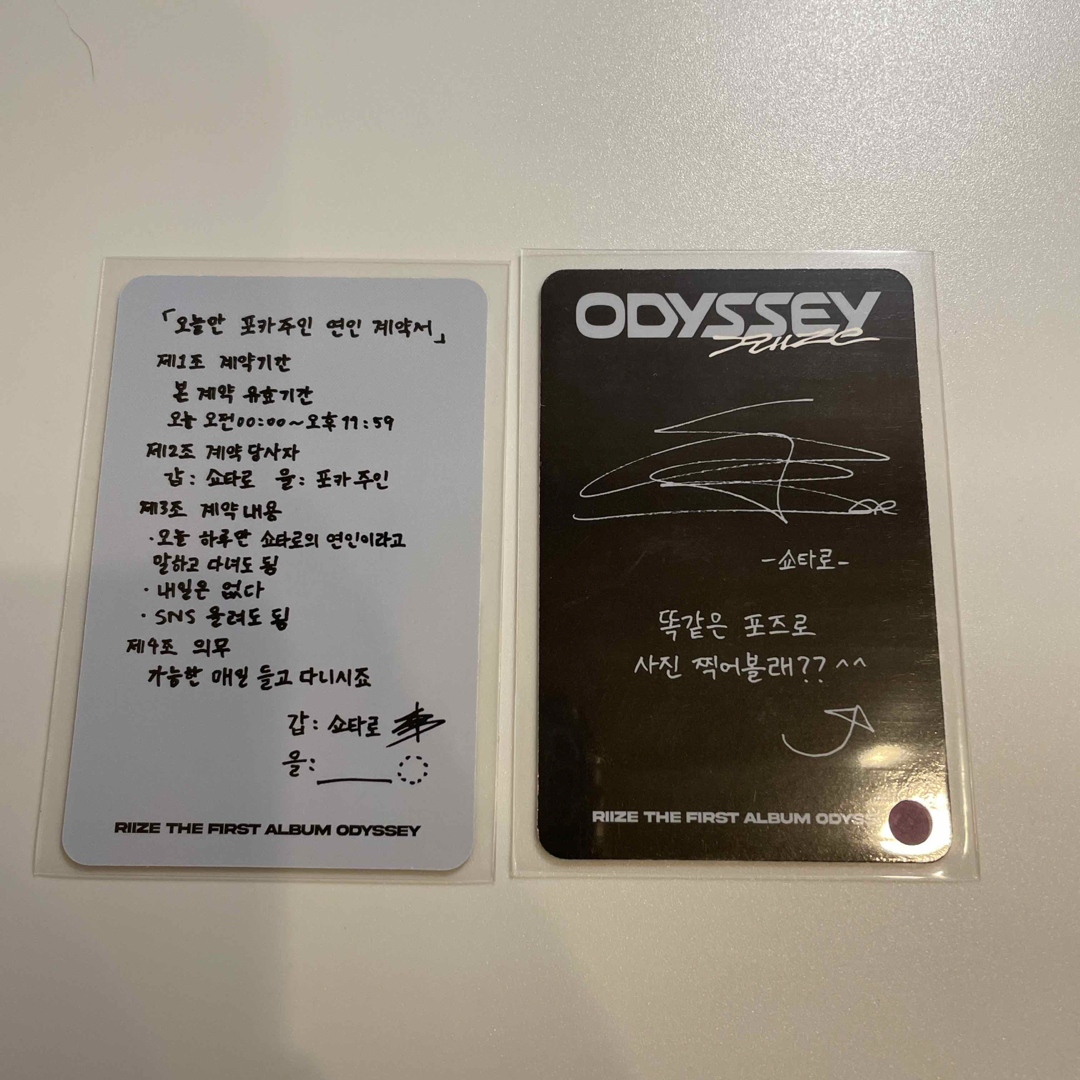 「오늘만 포카주인 연인 계약서」
제1조 계약기간
본 계약 유효기간
오늘 오전00:00~오후11:59
제2조 계약당사자
갑: 쇼타로 을: 포카주인
제3조 계약내용
·오늘 하루만 쇼타로의 연인이라고
말하고 다녀도 됨
·내일은 없다
·SNS 올려도 됨
제4조 의무
가능한 매일 들고 다니시죠
갑: 쇼타로
을:
RIIZE THE FIRST ALBUM ODYSSEY
ODYSSEY
RIIZE
-쇼타로-
똑같은 포즈로
사진 찍어볼래??^^
RIIZE THE FIRST ALBUM ODYSS